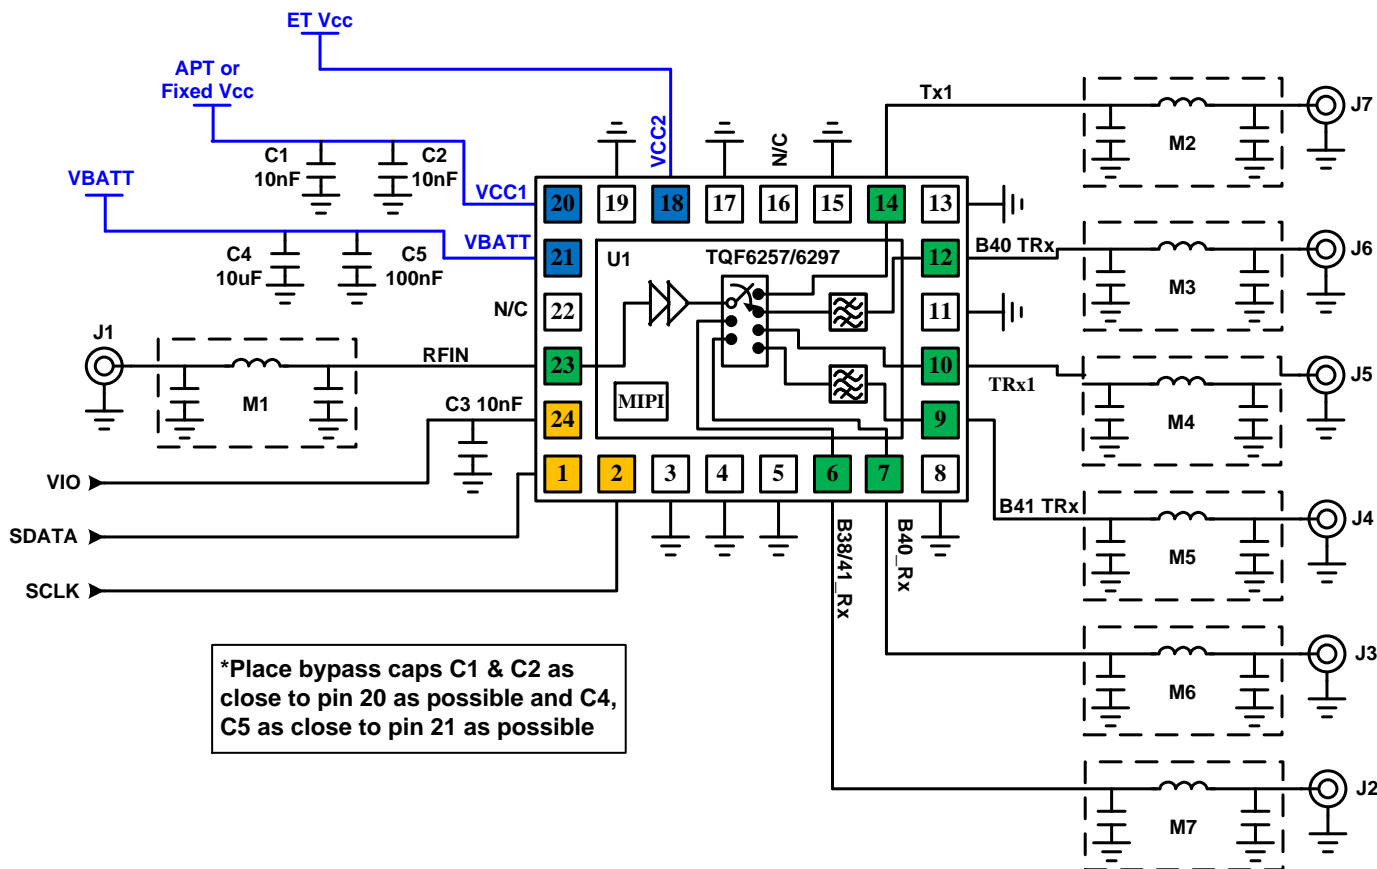 ET Vcc
APT or
Fixed Vcc
Tx1
J7
C1
10nF
C2
10nF
VCC2
N/C
M2
VBATT
VCC1
20
19
18
17
16
15
14
13
C4
10uF
C5
100nF
VBATT
21
U1
TQF6257/6297
12
B40 TRx
J6
M3
N/C
22
11
J1
RFIN
23
10
TRx1
J5
M1
C3 10nF
24
MIPI
9
M4
VIO
1
2
3
4
5
6
7
8
B41 TRx
J4
SDATA
M5
SCLK
B38/41_Rx
B40_Rx
J3
M6
*Place bypass caps C1 & C2 as
close to pin 20 as possible and C4,
C5 as close to pin 21 as possible
J2
M7